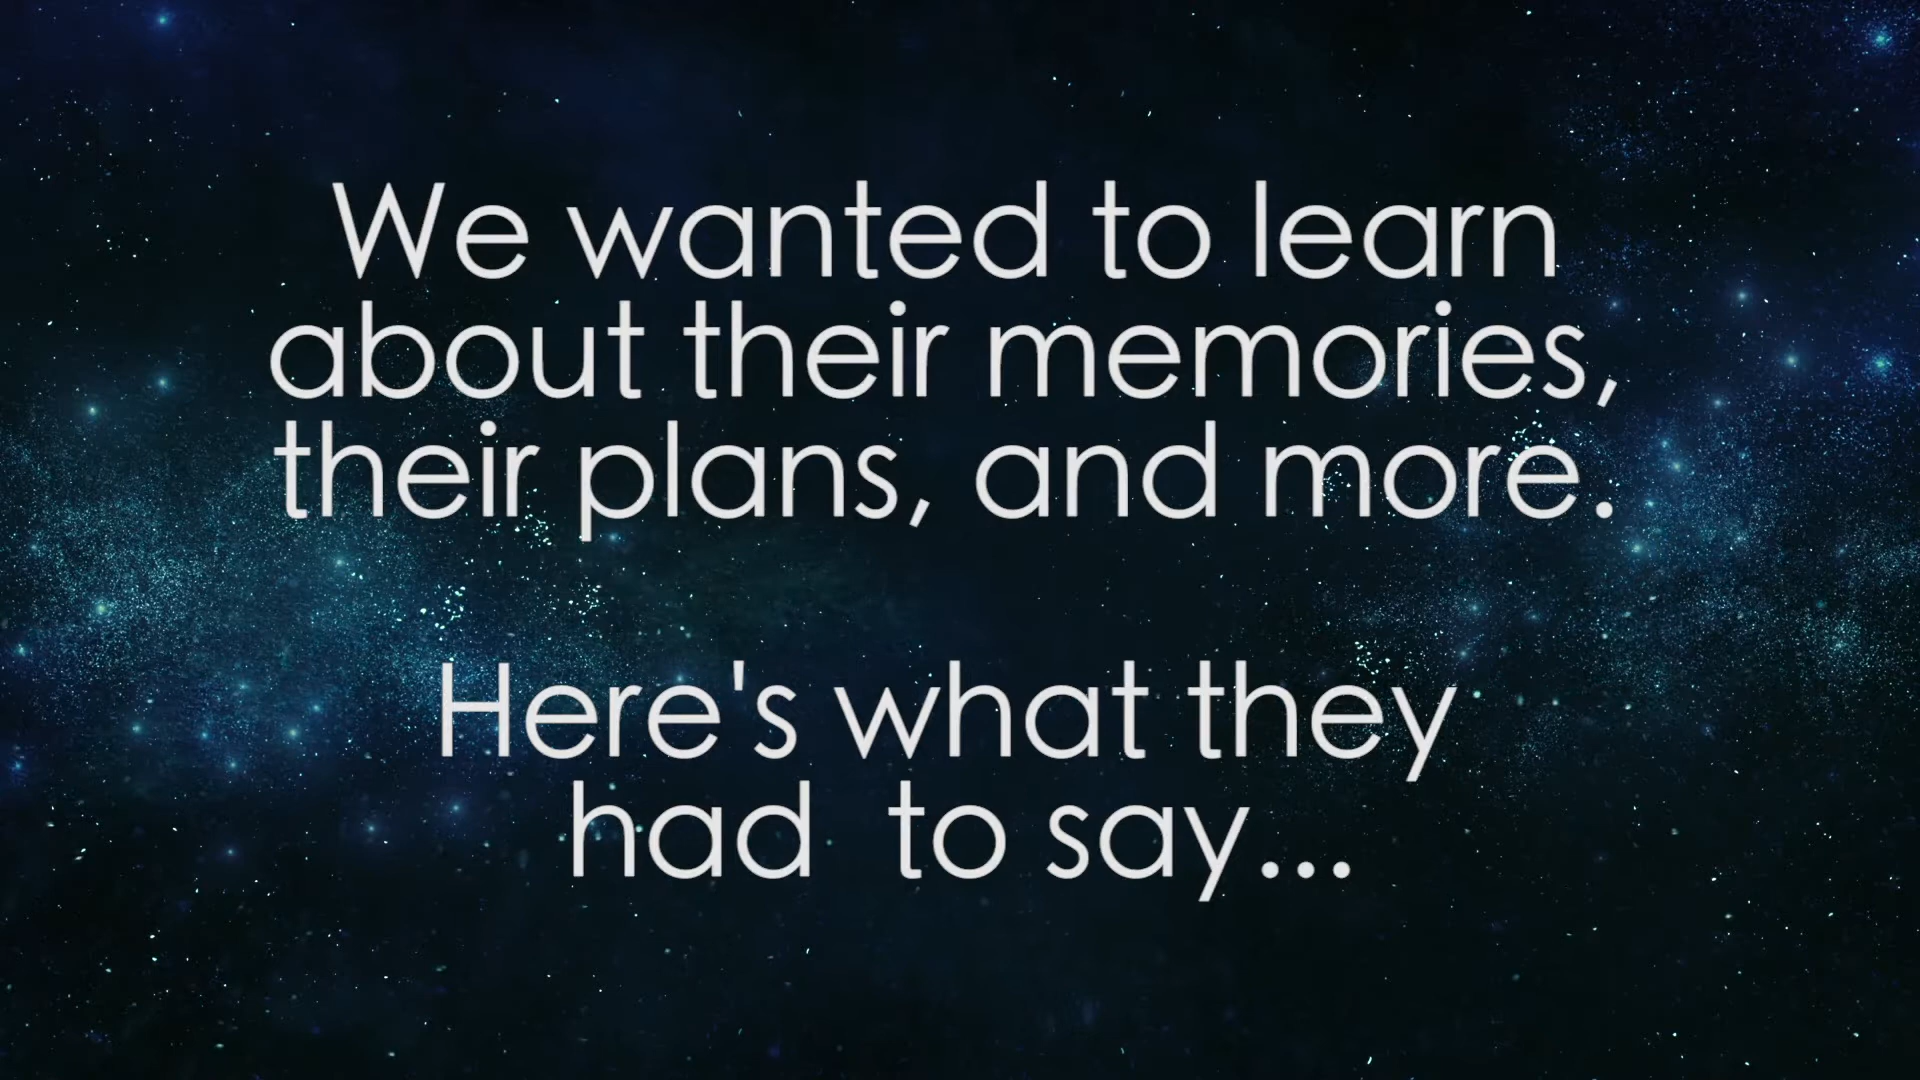 We wanted to learn
about their memories,
their plans, and more.
Here's what they
had  to say...